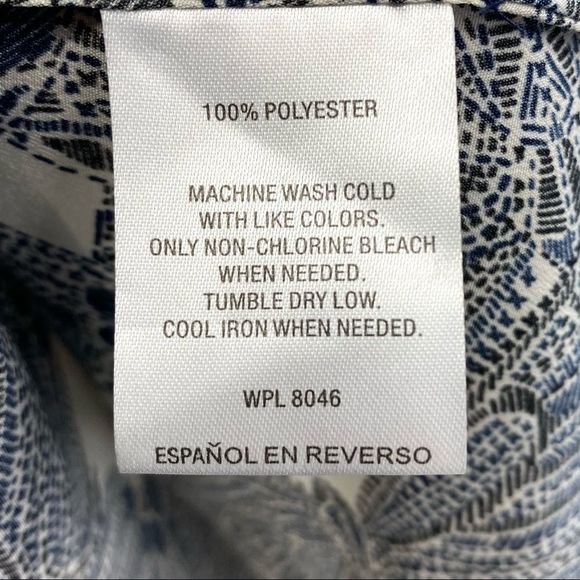 100% POLYESTER
MACHINE WASH COLD
WITH LIKE COLORS.
ONLY NON-CHLORINE BLEACH
WHEN NEEDED.
TUMBLE DRY LOW.
COOL IRON WHEN NEEDED.
WPL 8046
ESPAÑOL EN REVERSO